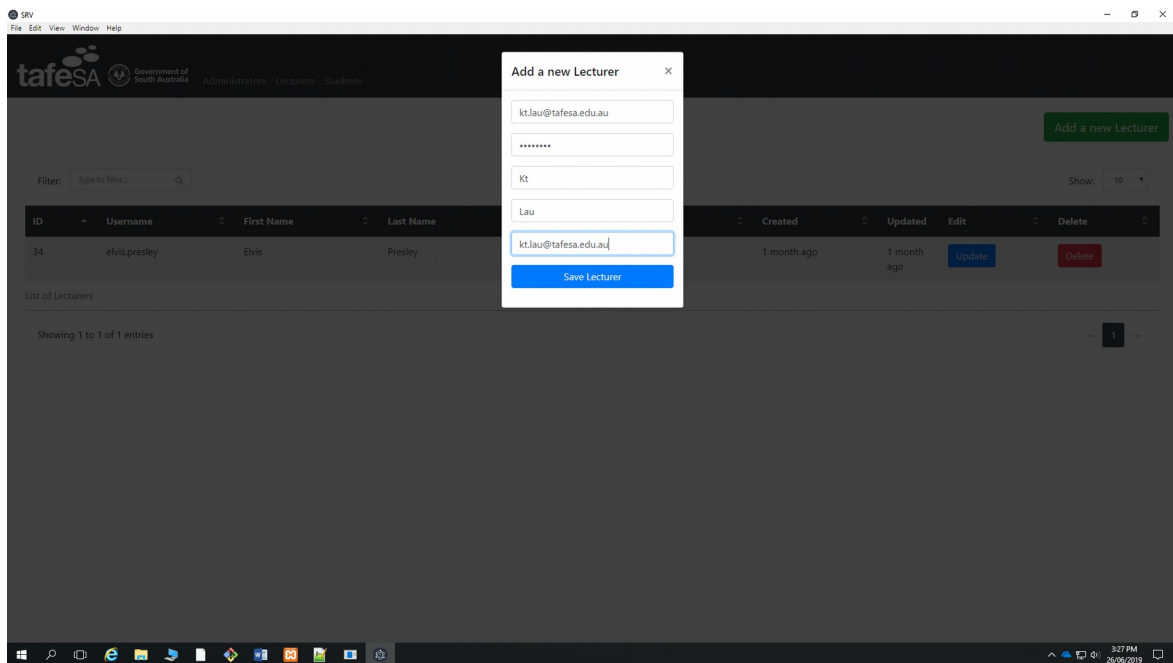 SRV
File Edit View Window Help
tafeSA Government of South Australia Administrators Lecturers Students
Add a new Lecturer ×
kt.lau@tafesa.edu.au
••••••••
Kt
Lau
kt.lau@tafesa.edu.au
Save Lecturer
Add a new Lecturer
Filter: Type to filter... Show: 10
ID Username First Name Last Name Created Updated Edit Delete
34 elvis.presley Elvis Presley 1 month ago 1 month ago Update Delete
List of Lecturers
Showing 1 to 1 of 1 entries
← 1 →
3:27 PM
26/06/2019